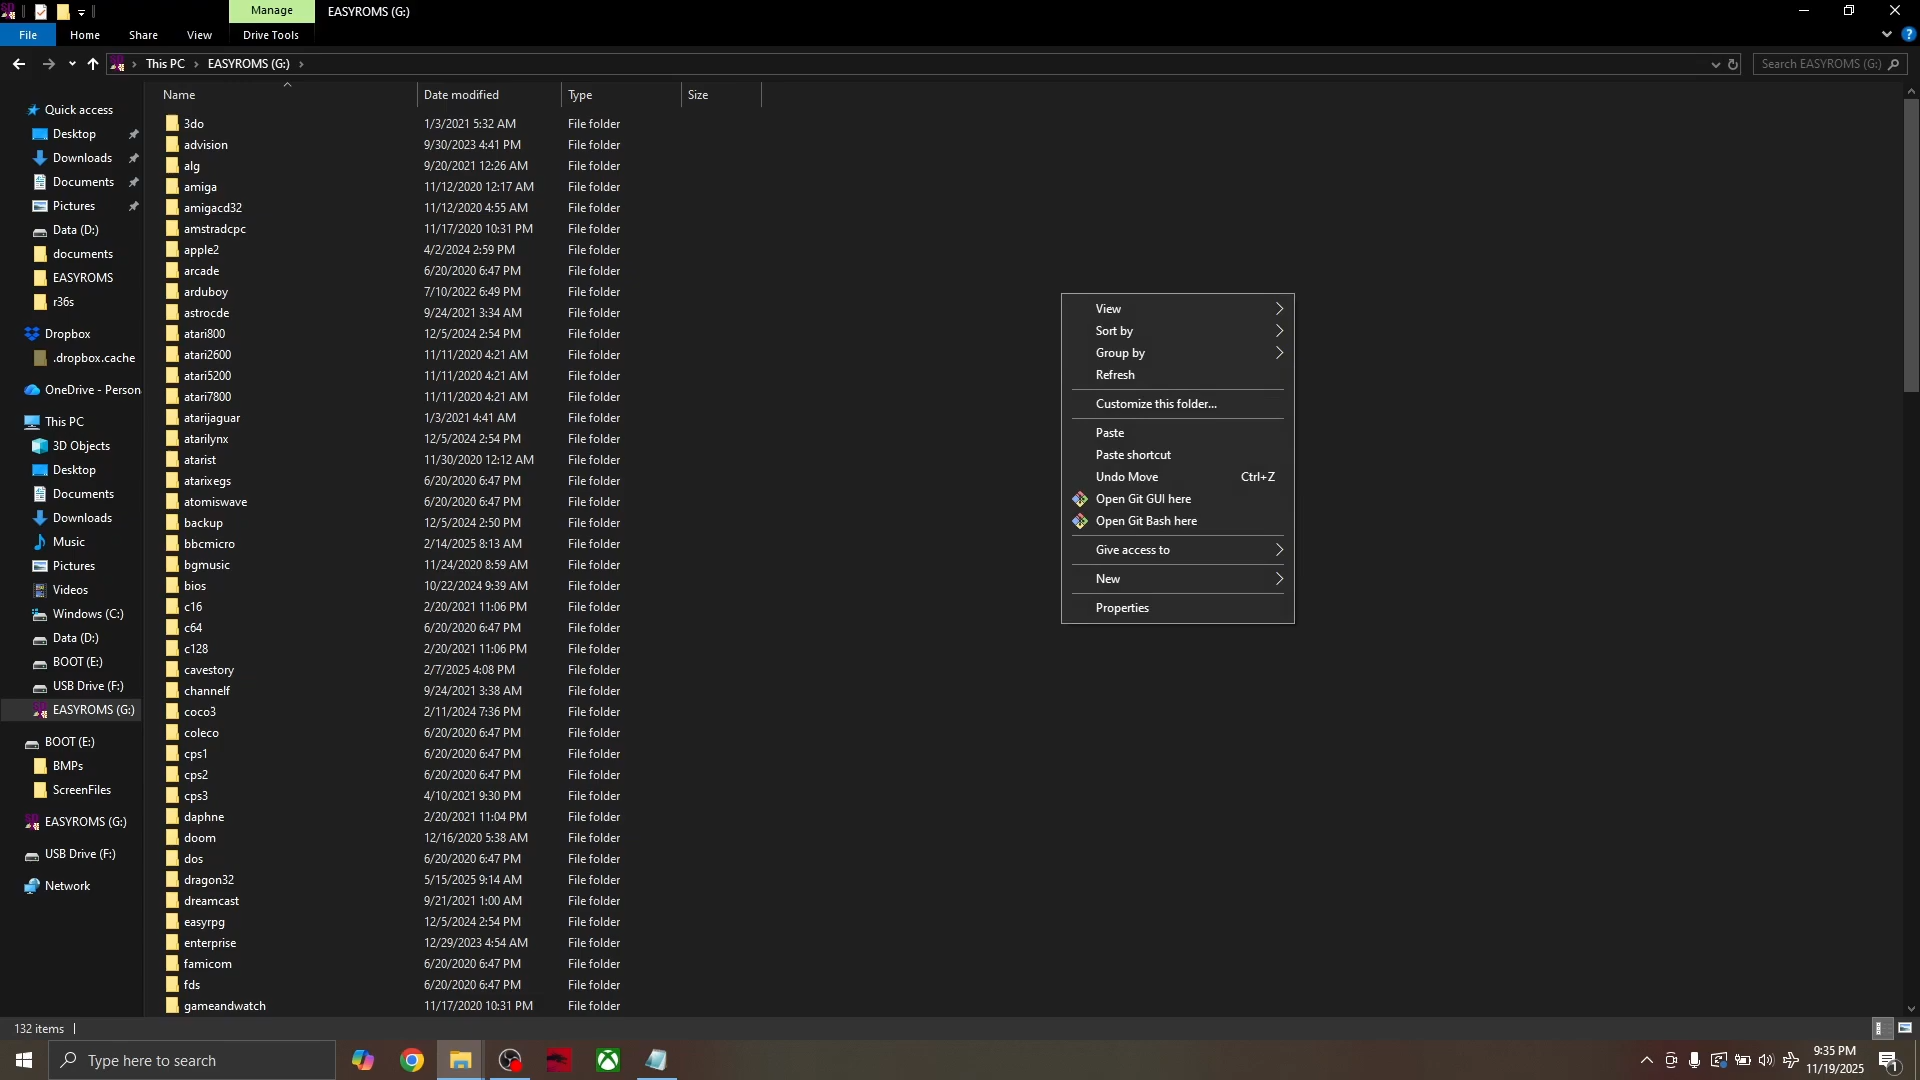 Manage
EASYROMS (G:)
File
Home
Share
View
Drive Tools
This PC
EASYROMS (G:)
Search EASYROMS (G:)
Name
Date modified
Type
Size
3do 1/3/2021 5:32 AM File folder
advision 9/30/2023 4:41 PM File folder
alg 9/20/2021 12:26 AM File folder
amiga 11/12/2020 12:17 AM File folder
amigacd32 11/12/2020 4:55 AM File folder
amstradcpc 11/17/2020 10:31 PM File folder
apple2 4/2/2024 2:59 PM File folder
arcade 6/20/2020 6:47 PM File folder
arduboy 7/10/2022 6:49 PM File folder
astrocde 9/24/2021 3:34 AM File folder
atari800 12/5/2024 2:54 PM File folder
atari2600 11/11/2020 4:21 AM File folder
atari5200 11/11/2020 4:21 AM File folder
atari7800 11/11/2020 4:21 AM File folder
atarijaguar 1/3/2021 4:41 AM File folder
atarilynx 12/5/2024 2:54 PM File folder
atarist 11/30/2020 12:12 AM File folder
atarixegs 6/20/2020 6:47 PM File folder
atomiswave 6/20/2020 6:47 PM File folder
backup 12/5/2024 2:50 PM File folder
bbcmicro 2/14/2025 8:13 AM File folder
bgmusic 11/24/2020 8:59 AM File folder
bios 10/22/2024 9:39 AM File folder
c16 2/20/2021 11:06 PM File folder
c64 6/20/2020 6:47 PM File folder
c128 2/20/2021 11:06 PM File folder
cavestory 2/7/2025 4:08 PM File folder
channelf 9/24/2021 3:38 AM File folder
coco3 2/11/2024 7:36 PM File folder
coleco 6/20/2020 6:47 PM File folder
cps1 6/20/2020 6:47 PM File folder
cps2 6/20/2020 6:47 PM File folder
cps3 4/10/2021 9:30 PM File folder
daphne 2/20/2021 11:04 PM File folder
doom 12/16/2020 5:38 AM File folder
dos 6/20/2020 6:47 PM File folder
dragon32 5/15/2025 9:14 AM File folder
dreamcast 9/21/2021 1:00 AM File folder
easyrpg 12/5/2024 2:54 PM File folder
enterprise 12/29/2023 4:54 AM File folder
famicom 6/20/2020 6:47 PM File folder
fds 6/20/2020 6:47 PM File folder
gameandwatch 11/17/2020 10:31 PM File folder
Quick access
Desktop
Downloads
Documents
Pictures
Data (D:)
documents
EASYROMS
r36s
Dropbox
.dropbox.cache
OneDrive - Person
This PC
3D Objects
Desktop
Documents
Downloads
Music
Pictures
Videos
Windows (C:)
Data (D:)
BOOT (E:)
USB Drive (F:)
EASYROMS (G:)
BOOT (E:)
BMPs
ScreenFiles
EASYROMS (G:)
USB Drive (F:)
Network
View
Sort by
Group by
Refresh
Customize this folder...
Paste
Paste shortcut
Undo Move Ctrl+Z
Open Git GUI here
Open Git Bash here
Give access to
New
Properties
132 items
Type here to search
9:35 PM
11/19/2025
1